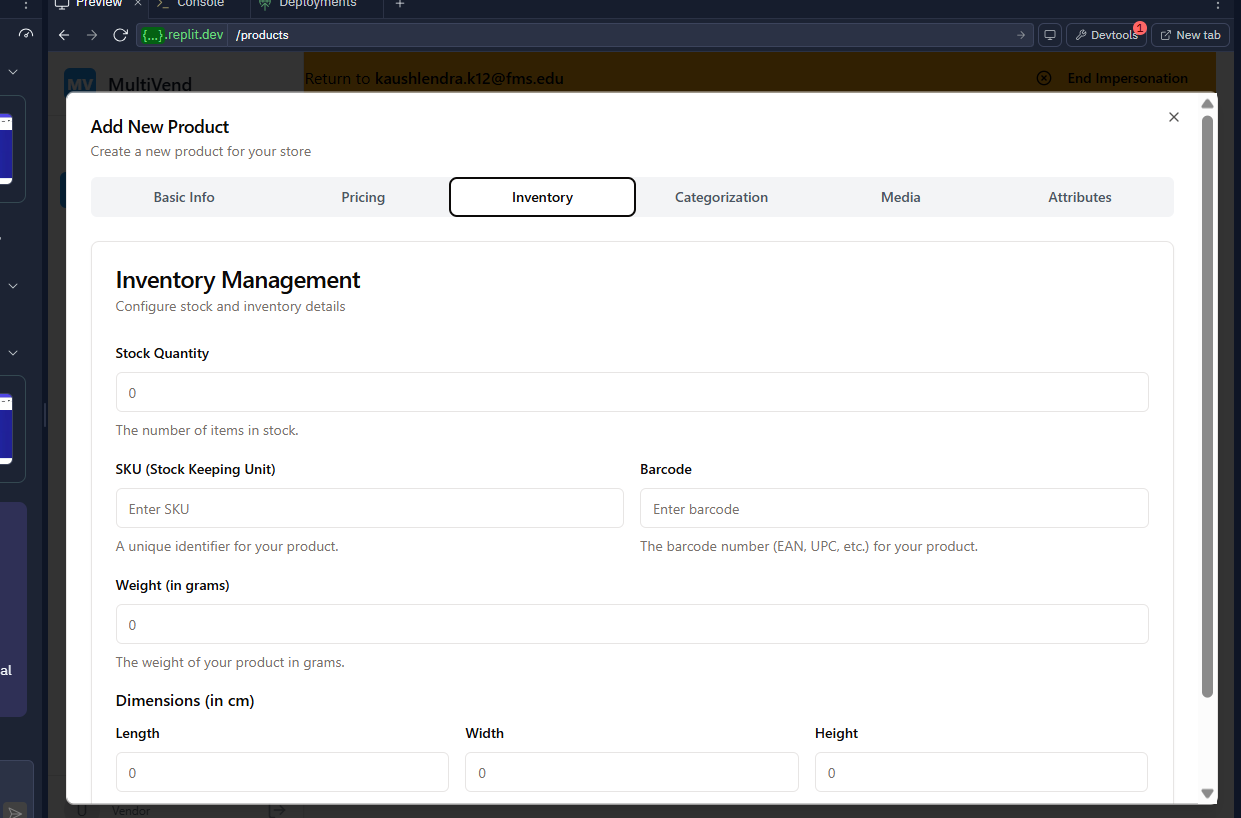 Preview
Console
Deployments
{...}.replit.dev /products
Devtools 1
New tab
MV MultiVend
Return to kaushlendra.k12@fms.edu
End Impersonation
Add New Product
Create a new product for your store
Basic Info
Pricing
Inventory
Categorization
Media
Attributes
Inventory Management
Configure stock and inventory details
Stock Quantity
0
The number of items in stock.
SKU (Stock Keeping Unit)
Barcode
Enter SKU
Enter barcode
A unique identifier for your product.
The barcode number (EAN, UPC, etc.) for your product.
Weight (in grams)
0
The weight of your product in grams.
al
Dimensions (in cm)
Length
Width
Height
0
0
0
Vendor